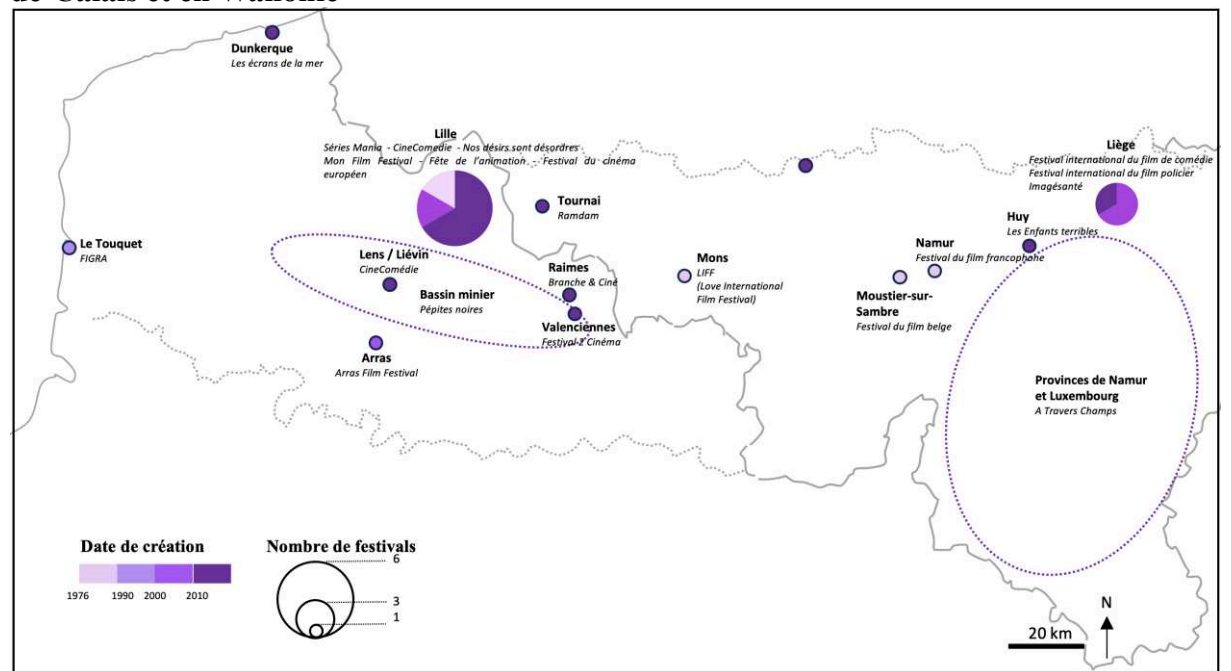 de-Calais et en Wallonie
Dunkerque
Les écrans de la mer
Lille
Séries Mania - CineComedie - Nos désirs sont désordres
Mon Film Festival - Fête de l'animation - Festival du cinéma
européen
Liège
Festival international du film de comédie
Festival international du film policier
Imagésanté
Tournai
Ramdam
Huy
Les Enfants terribles
Le Touquet
FIGRA
Lens / Liévin
CineComédie
Bassin minier
Pépites noires
Raimes
Branche & Ciné
Valenciennes
Festival 2 Cinéma
Mons
LIFF
(Love International
Film Festival)
Namur
Festival du film francophone
Moustier-sur-
Sambre
Festival du film belge
Arras
Arras Film Festival
Provinces de Namur
et Luxembourg
A Travers Champs
Date de création
1976 1990 2000 2010
Nombre de festivals
6
3
1
N
20 km